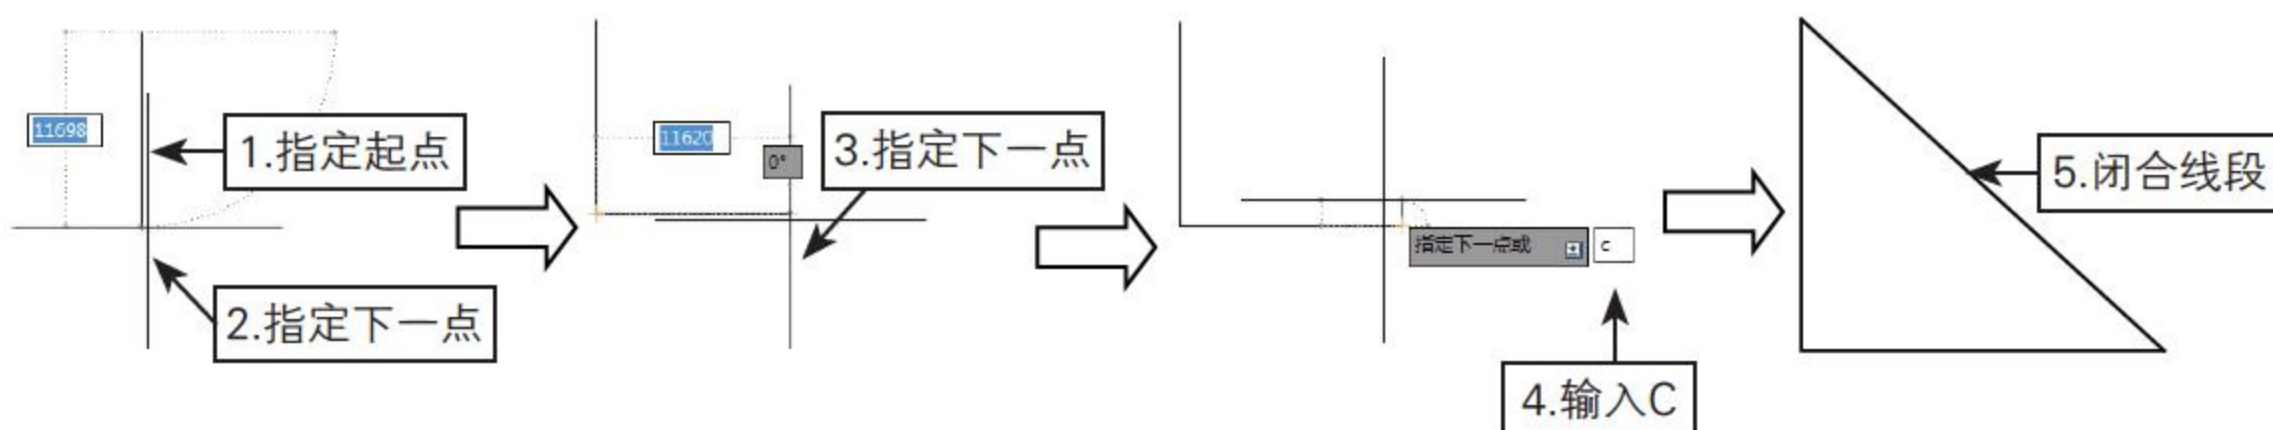 11698
1.指定起点
2.指定下一点
11620
0°
3.指定下一点
指定下一点或
c
4.输入C
5.闭合线段